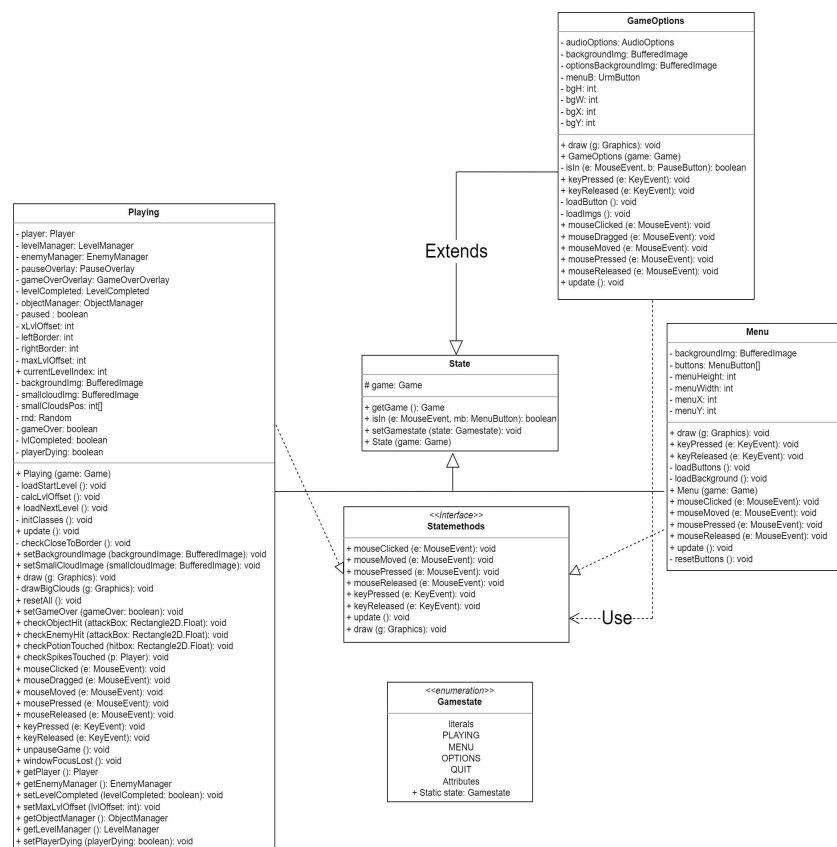 GameOptions
- audioOptions: AudioOptions
- backgroundImg: BufferedImage
- optionsBackgroundImg: BufferedImage
- menuB: UrmButton
- bgH: int
- bgW: int
- bgX: int
- bgY: int
+ draw (g: Graphics): void
+ GameOptions (game: Game)
- isIn (e: MouseEvent, b: PauseButton): boolean
+ keyPressed (e: KeyEvent): void
+ keyReleased (e: KeyEvent): void
- loadButton (): void
- loadImgs (): void
+ mouseClicked (e: MouseEvent): void
+ mouseDragged (e: MouseEvent): void
+ mouseMoved (e: MouseEvent): void
+ mousePressed (e: MouseEvent): void
+ mouseReleased (e: MouseEvent): void
+ update (): void
Extends
Playing
- player: Player
- levelManager: LevelManager
- enemyManager: EnemyManager
- pauseOverlay: PauseOverlay
- gameOverOverlay: GameOverOverlay
- levelCompleted: LevelCompleted
- objectManager: ObjectManager
- paused : boolean
- xLvlOffset: int
- leftBorder: int
- rightBorder: int
- maxLvlOffset: int
+ currentLevelIndex: int
- backgroundImg: BufferedImage
- smallcloudImg: BufferedImage
- smallCloudsPos: int[]
- rnd: Random
- gameOver: boolean
- lvlCompleted: boolean
- playerDying: boolean
+ Playing (game: Game)
- loadStartLevel (): void
- calcLvlOffset (): void
+ loadNextLevel (): void
- initClasses (): void
+ update (): void
- checkCloseToBorder (): void
+ setBackgroundImage (backgroundImage: BufferedImage): void
+ setSmallCloudImage (smallcloudImage: BufferedImage): void
+ draw (g: Graphics): void
- drawBigClouds (g: Graphics): void
+ resetAll (): void
+ setGameOver (gameOver: boolean): void
+ checkObjectHit (attackBox: Rectangle2D.Float): void
+ checkEnemyHit (attackBox: Rectangle2D.Float): void
+ checkPotionTouched (hitbox: Rectangle2D.Float): void
+ checkSpikesTouched (p: Player): void
+ mouseClicked (e: MouseEvent): void
+ mouseDragged (e: MouseEvent): void
+ mouseMoved (e: MouseEvent): void
+ mousePressed (e: MouseEvent): void
+ mouseReleased (e: MouseEvent): void
+ keyPressed (e: KeyEvent): void
+ keyReleased (e: KeyEvent): void
+ unpauseGame (): void
+ windowFocusLost (): void
+ getPlayer (): Player
+ getEnemyManager (): EnemyManager
+ setLevelCompleted (levelCompleted: boolean): void
+ setMaxLvlOffset (lvlOffset: int): void
+ getObjectManager (): ObjectManager
+ getLevelManager (): LevelManager
+ setPlayerDying (playerDying: boolean): void
State
# game: Game
+ getGame (): Game
+ isIn (e: MouseEvent, mb: MenuButton): boolean
+ setGamestate (state: Gamestate): void
+ State (game: Game)
Menu
- backgroundImg: BufferedImage
- buttons: MenuButton[]
- menuHeight: int
- menuWidth: int
- menuX: int
- menuY: int
+ draw (g: Graphics): void
+ keyPressed (e: KeyEvent): void
+ keyReleased (e: KeyEvent): void
- loadButtons (): void
- loadBackground (): void
+ Menu (game: Game)
+ mouseClicked (e: MouseEvent): void
+ mouseMoved (e: MouseEvent): void
+ mousePressed (e: MouseEvent): void
+ mouseReleased (e: MouseEvent): void
+ update (): void
- resetButtons (): void
<<Interface>>
Statemethods
+ mouseClicked (e: MouseEvent): void
+ mouseMoved (e: MouseEvent): void
+ mousePressed (e: MouseEvent): void
+ mouseReleased (e: MouseEvent): void
+ keyPressed (e: KeyEvent): void
+ keyReleased (e: KeyEvent): void
+ update (): void
+ draw (g: Graphics): void
Use
<<enumeration>>
Gamestate
literals
PLAYING
MENU
OPTIONS
QUIT
Attributes
+ Static state: Gamestate